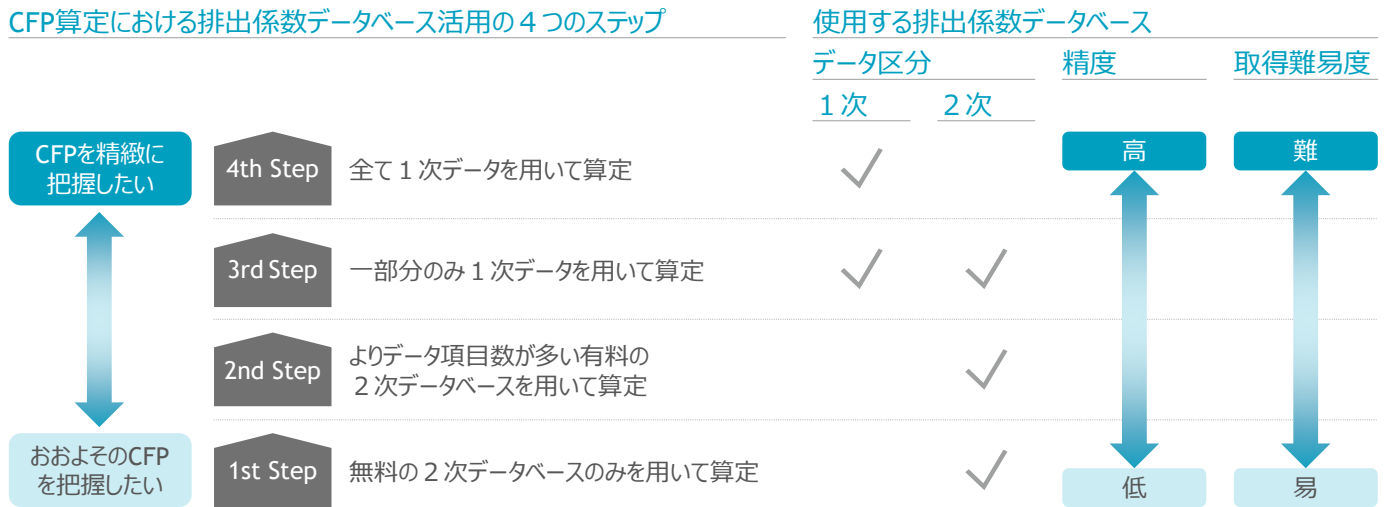 CFP算定における排出係数データベース活用の４つのステップ
使用する排出係数データベース
データ区分
精度
取得難易度
１次
２次
CFPを精緻に
把握したい
4th Step
全て１次データを用いて算定
高
難
3rd Step
一部分のみ１次データを用いて算定
2nd Step
よりデータ項目数が多い有料の
２次データベースを用いて算定
おおよそのCFP
を把握したい
1st Step
無料の２次データベースのみを用いて算定
低
易